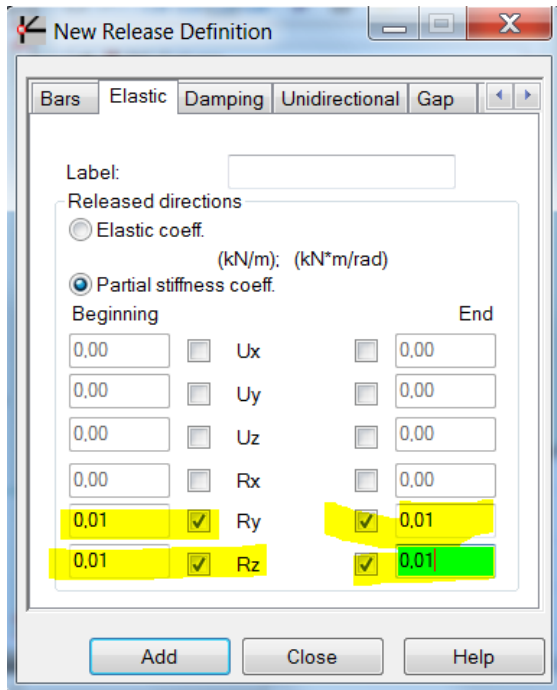 New Release Definition
Bars Elastic Damping Unidirectional Gap
Label:
Released directions
Elastic coeff.
(kN/m); (kN*m/rad)
Partial stiffness coeff.
Beginning End
0,00 Ux 0,00
0,00 Uy 0,00
0,00 Uz 0,00
0,00 Rx 0,00
0,01 Ry 0,01
0,01 Rz 0,01
Add Close Help